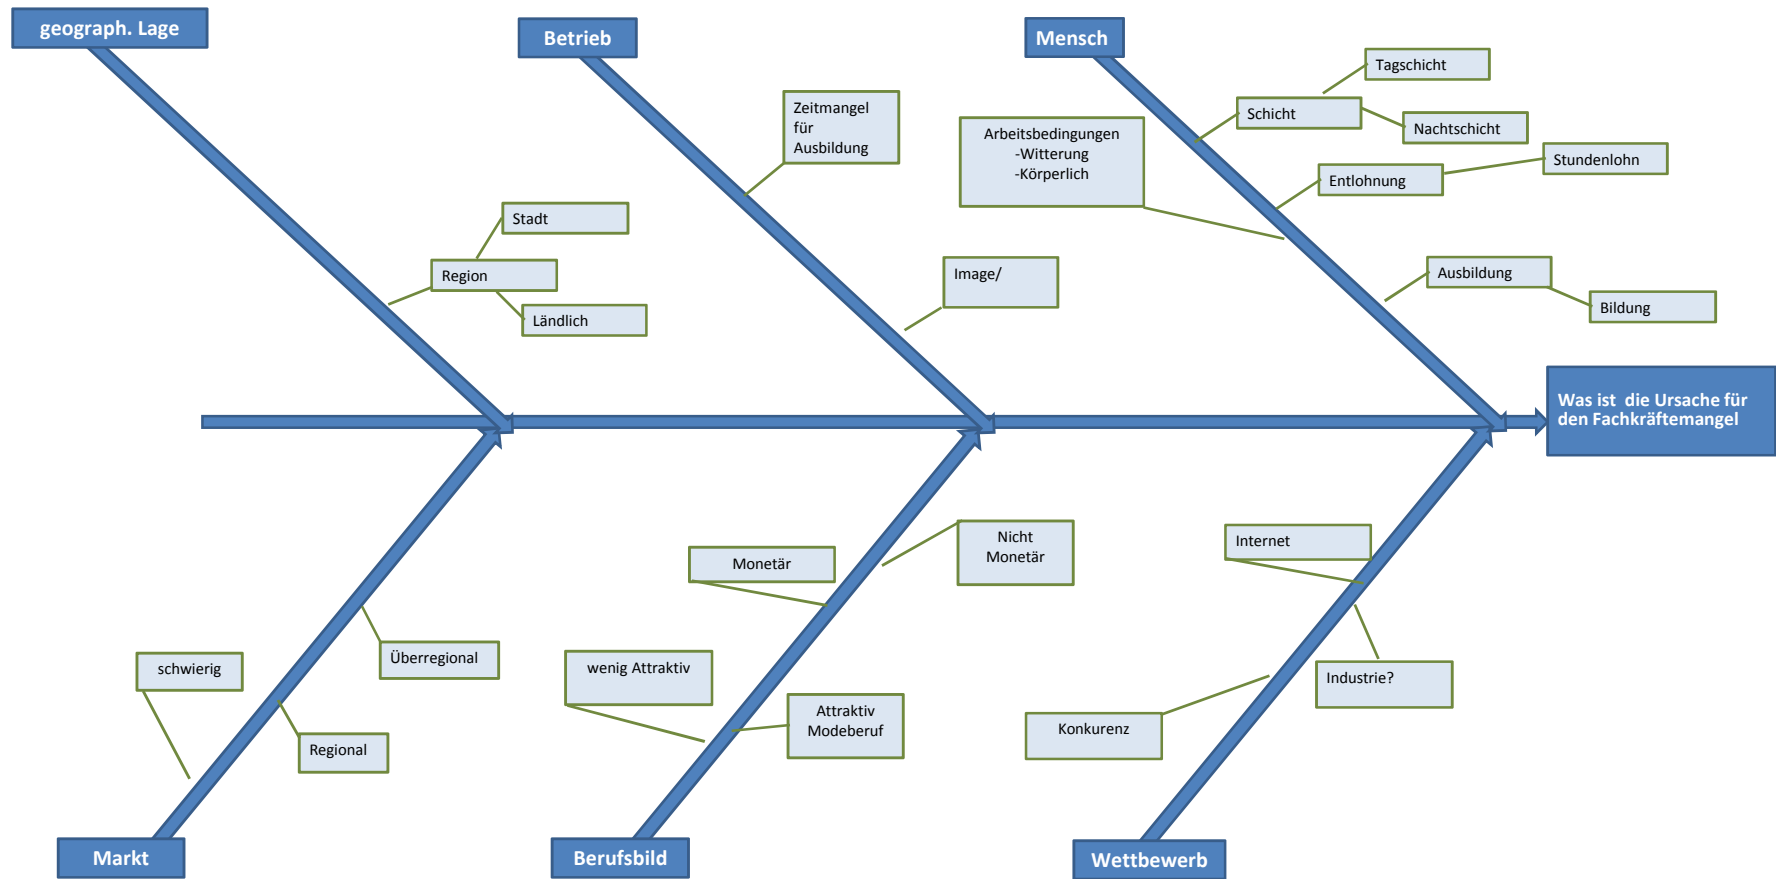 geograph. Lage
Betrieb
Mensch
Tagschicht
Zeitmangel
für
Ausbildung
Schicht
Arbeitsbedingungen
-Witterung
-Körperlich
Nachtschicht
Stundenlohn
Entlohnung
Stadt
Region
Image/
Ausbildung
Bildung
Ländlich
Was ist  die Ursache für
den Fachkräftemangel
Nicht
Monetär
Internet
Monetär
Überregional
schwierig
wenig Attraktiv
Industrie?
Attraktiv
Modeberuf
Konkurenz
Regional
Markt
Berufsbild
Wettbewerb